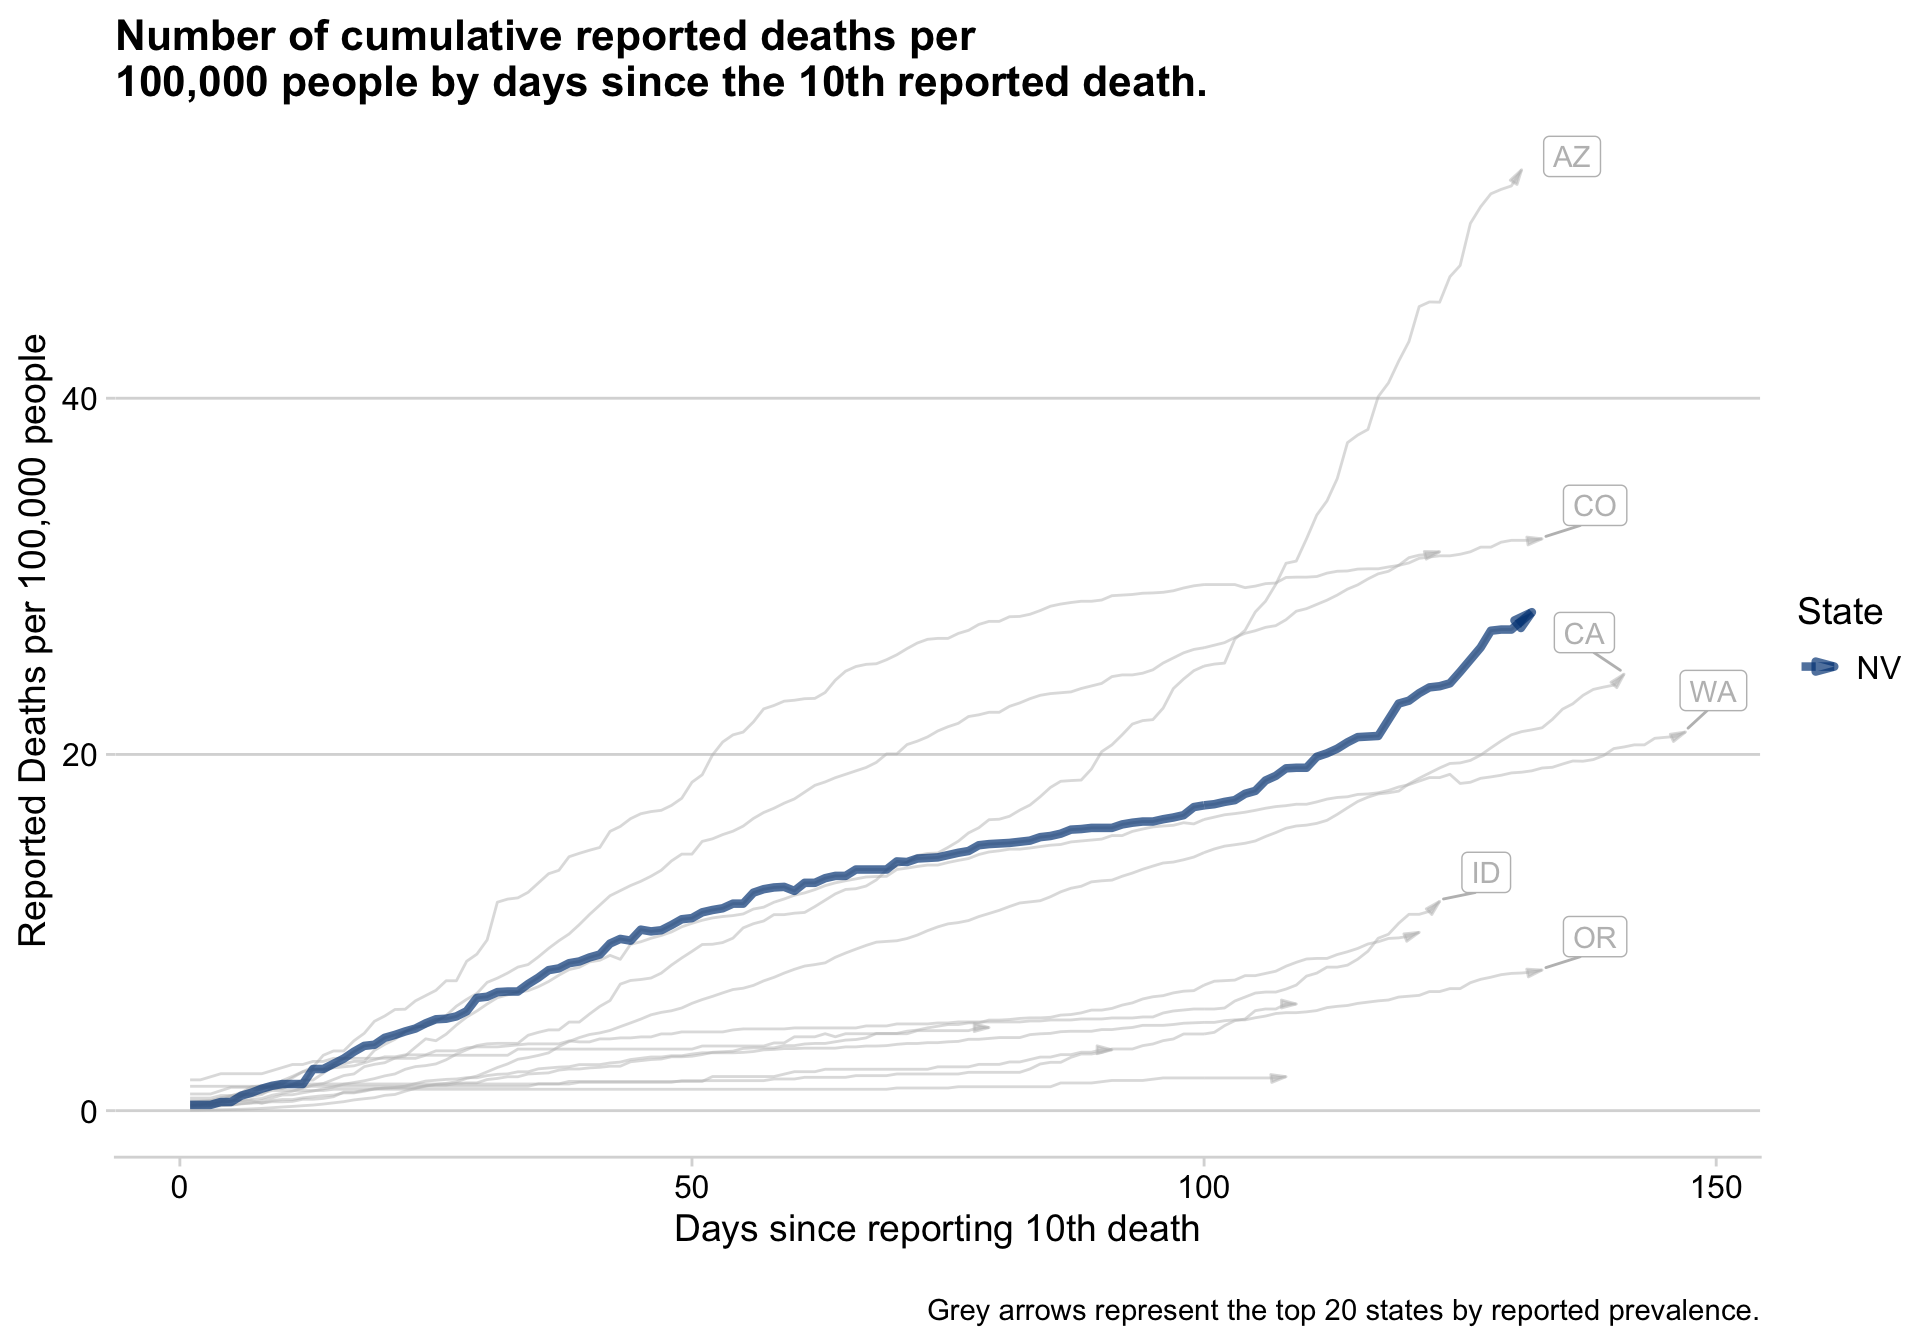 Number of cumulative reported deaths per
100,000 people by days since the 10th reported death.
AZ
Reported Deaths per 100,000 people
40
CO
State
NV
CA
WA
20
ID
OR
0
0 50 100 150
Days since reporting 10th death
Grey arrows represent the top 20 states by reported prevalence.